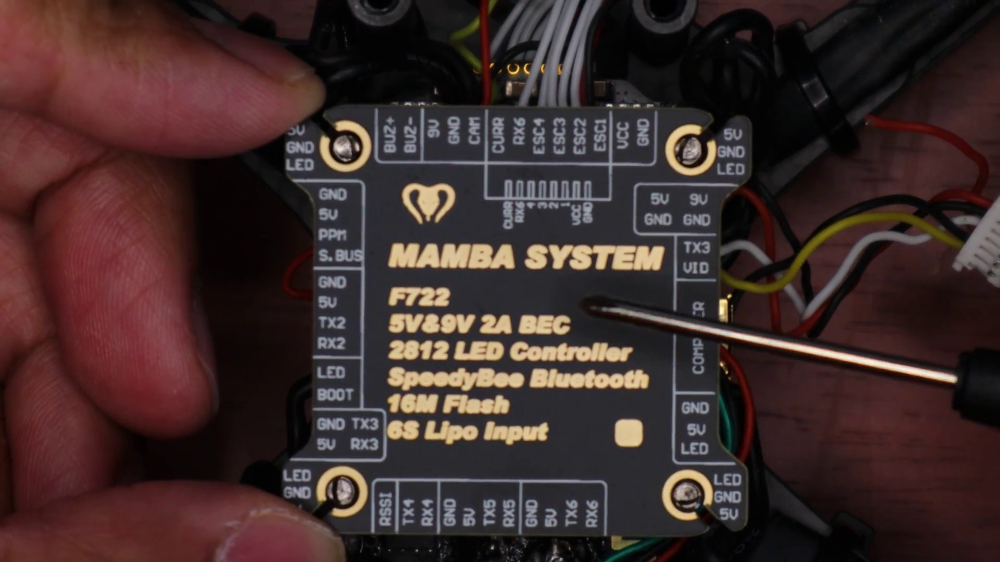 BUZ+ BUZ- 9V GND CAM CURR RX6 ESC4 ESC3 ESC2 ESC1 VCC GND
5V
GND
LED
5V
GND
LED
CURR RX6 4 3 2 1 VCC GND
GND
5V
PPM
S.BUS
GND
5V
TX2
RX2
LED
BOOT
GND TX3
5V RX3
MAMBA SYSTEM
F722
5V&9V 2A BEC
2812 LED Controller
SpeedyBee Bluetooth
16M Flash
6S Lipo Input
5V 9V
GND GND
TX3
VID
GND
5V
LED
LED
GND
LED
GND
5V
RSSI TX4 RX4 GND 5V TX5 RX5 GND 5V TX6 RX6